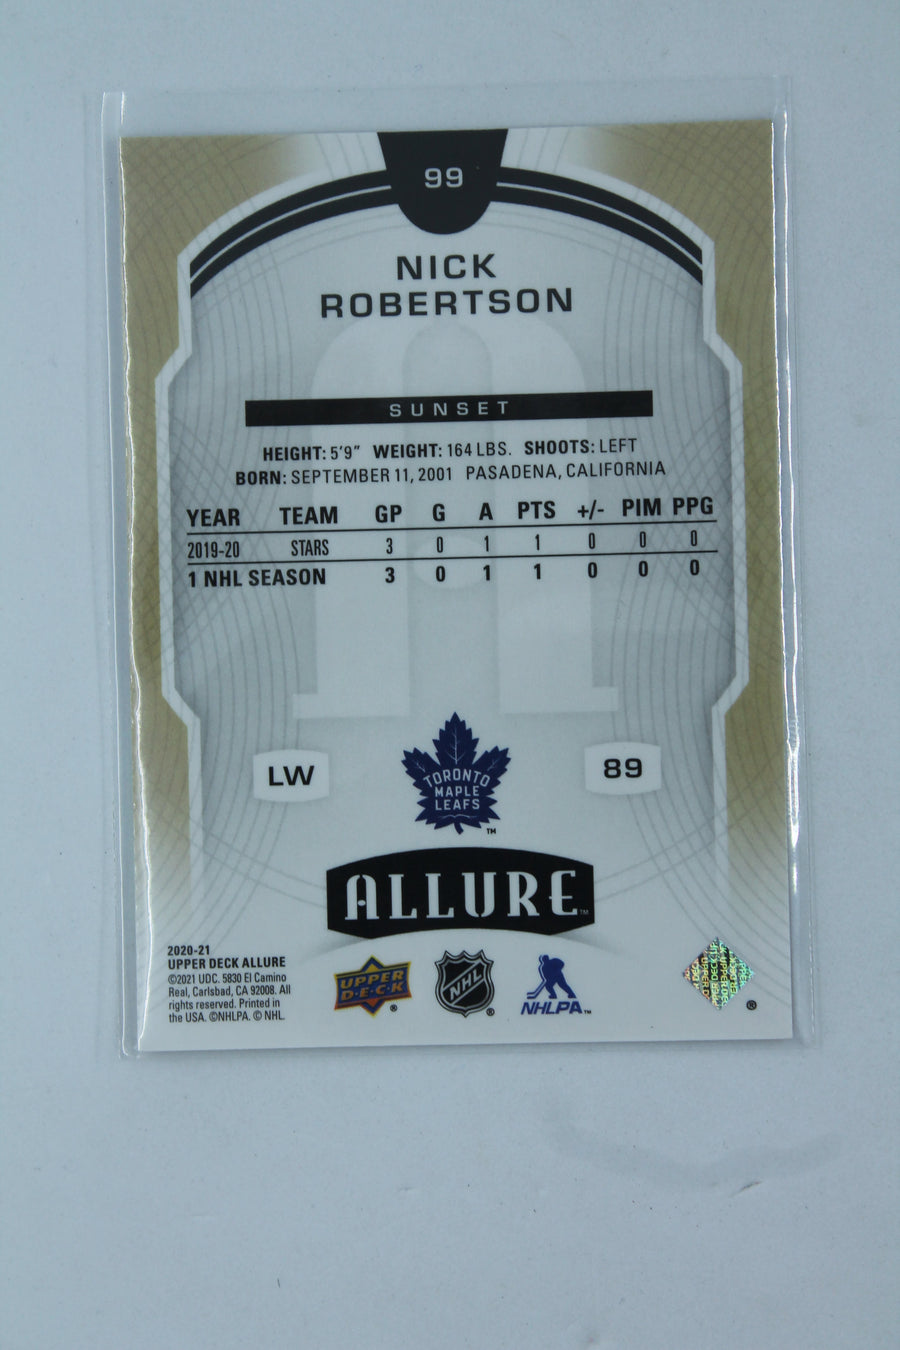 99
NICK
ROBERTSON
SUNSET
HEIGHT: 5'9" WEIGHT: 164 LBS. SHOOTS: LEFT
BORN: SEPTEMBER 11, 2001 PASADENA, CALIFORNIA
YEAR TEAM GP G A PTS +/- PIM PPG
2019-20 STARS 3 0 1 1 0 0 0
1 NHL SEASON 3 0 1 1 0 0 0
LW
TORONTO
MAPLE
LEAFS
TM
89
ALLURE TM
2020-21
UPPER DECK ALLURE
©2021 UDC. 5830 El Camino
Real, Carlsbad, CA 92008. All
rights reserved. Printed in
the USA. ©NHLPA. © NHL.
UPPER
D·E·C·K ®
NHL ®
NHLPA TM
®